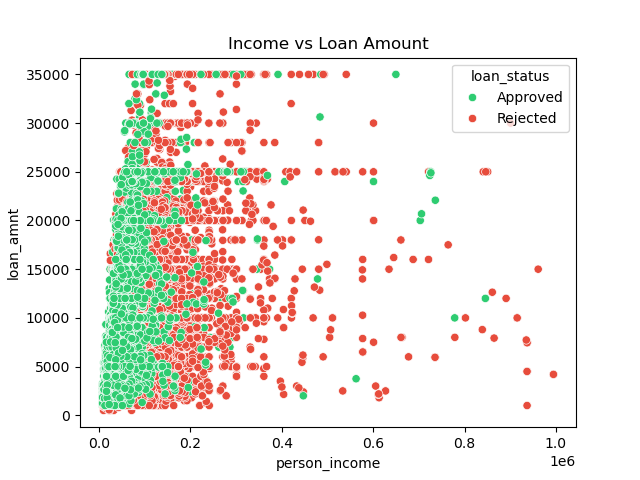 Income vs Loan Amount
loan_status
Approved
Rejected
35000
30000
25000
20000
15000
10000
5000
0
loan_amnt
0.0 0.2 0.4 0.6 0.8 1.0
1e6
person_income